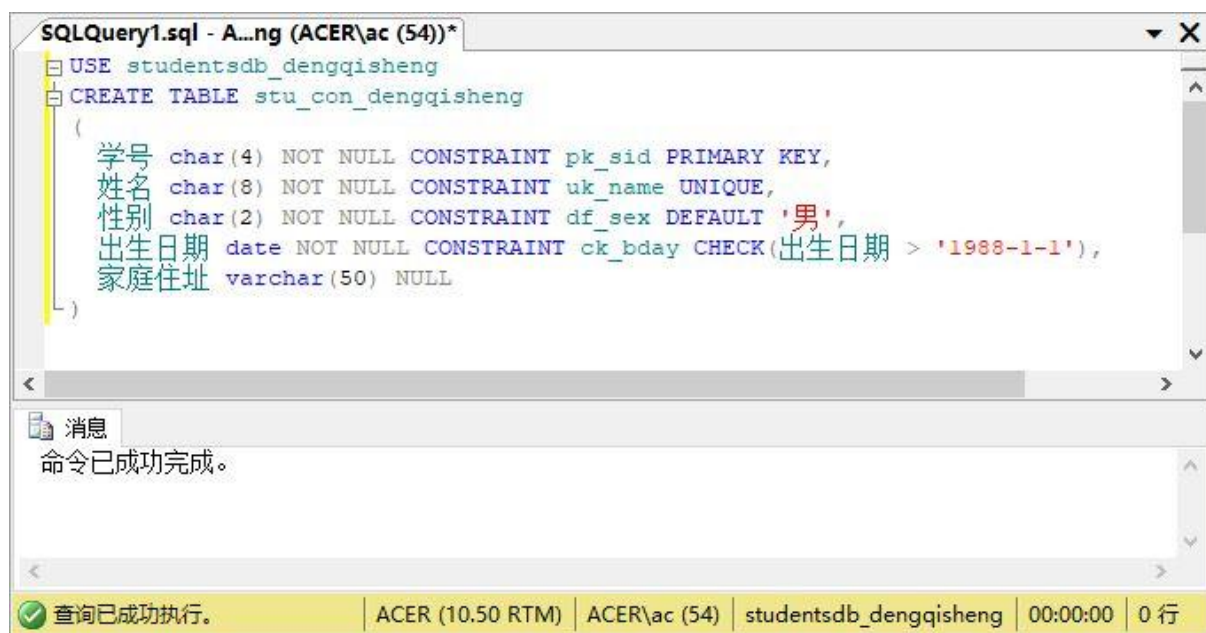 SQLQuery1.sql - A...ng (ACER\ac (54))*
USE studentsdb_dengqisheng
CREATE TABLE stu_con_dengqisheng
(
学号 char(4) NOT NULL CONSTRAINT pk_sid PRIMARY KEY,
姓名 char(8) NOT NULL CONSTRAINT uk_name UNIQUE,
性别 char(2) NOT NULL CONSTRAINT df_sex DEFAULT '男',
出生日期 date NOT NULL CONSTRAINT ck_bday CHECK(出生日期 > '1988-1-1'),
家庭住址 varchar(50) NULL
)
消息
命令已成功完成。
查询已成功执行。 ACER (10.50 RTM) ACER\ac (54) studentsdb_dengqisheng 00:00:00 0 行